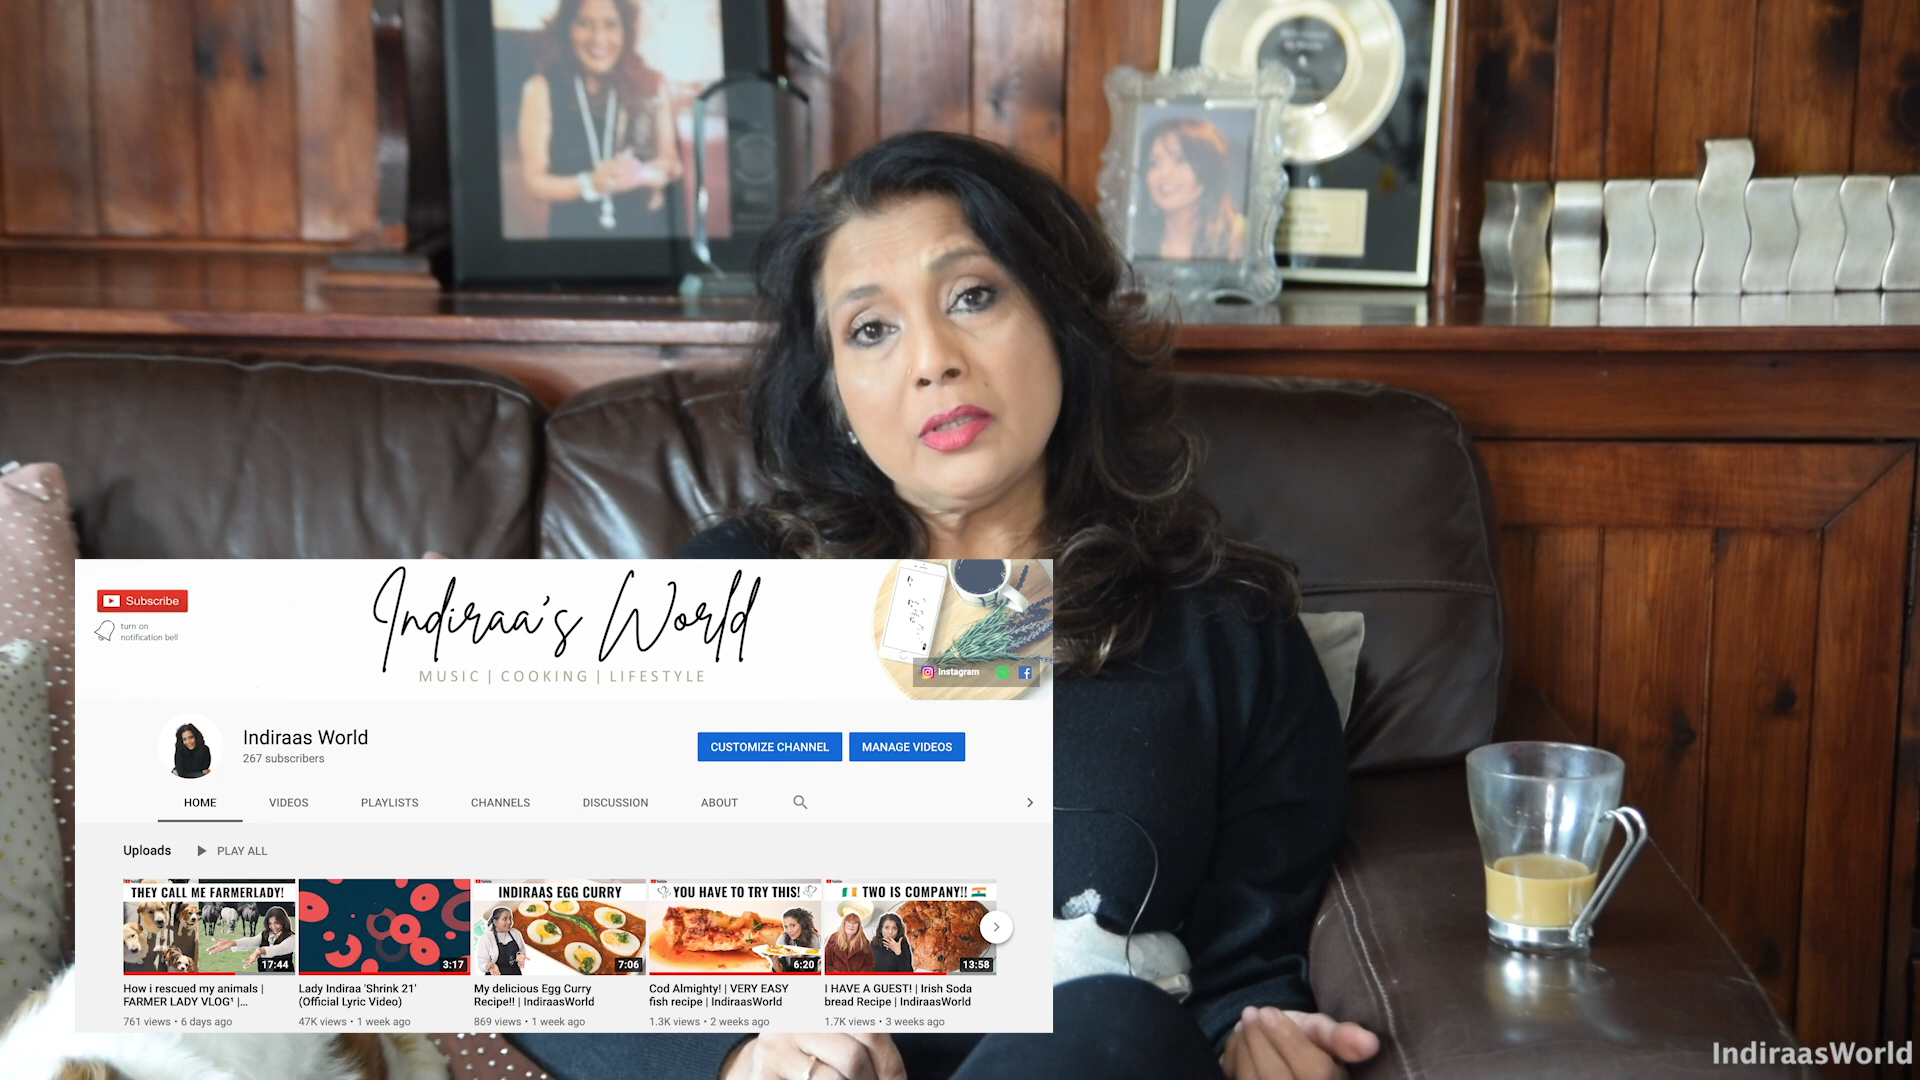 Subscribe
turn on
notification bell
Indiraa's World
MUSIC | COOKING | LIFESTYLE
Instagram
Indiraas World
267 subscribers
CUSTOMIZE CHANNEL
MANAGE VIDEOS
HOME
VIDEOS
PLAYLISTS
CHANNELS
DISCUSSION
ABOUT
Uploads
PLAY ALL
THEY CALL ME FARMERLADY!
17:44
How i rescued my animals |
FARMER LADY VLOG' |...
761 views • 6 days ago
3:17
Lady Indiraa 'Shrink 21'
(Official Lyric Video)
47K views • 1 week ago
INDIRAAS EGG CURRY
7:06
My delicious Egg Curry
Recipe!! | IndiraasWorld
869 views • 1 week ago
YOU HAVE TO TRY THIS!
6:20
Cod Almighty! | VERY EASY
fish recipe | IndiraasWorld
1.3K views • 2 weeks ago
TWO IS COMPANY!!
13:58
I HAVE A GUEST! | Irish Soda
bread Recipe | IndiraasWorld
1.7K views • 3 weeks ago
IndiraasWorld